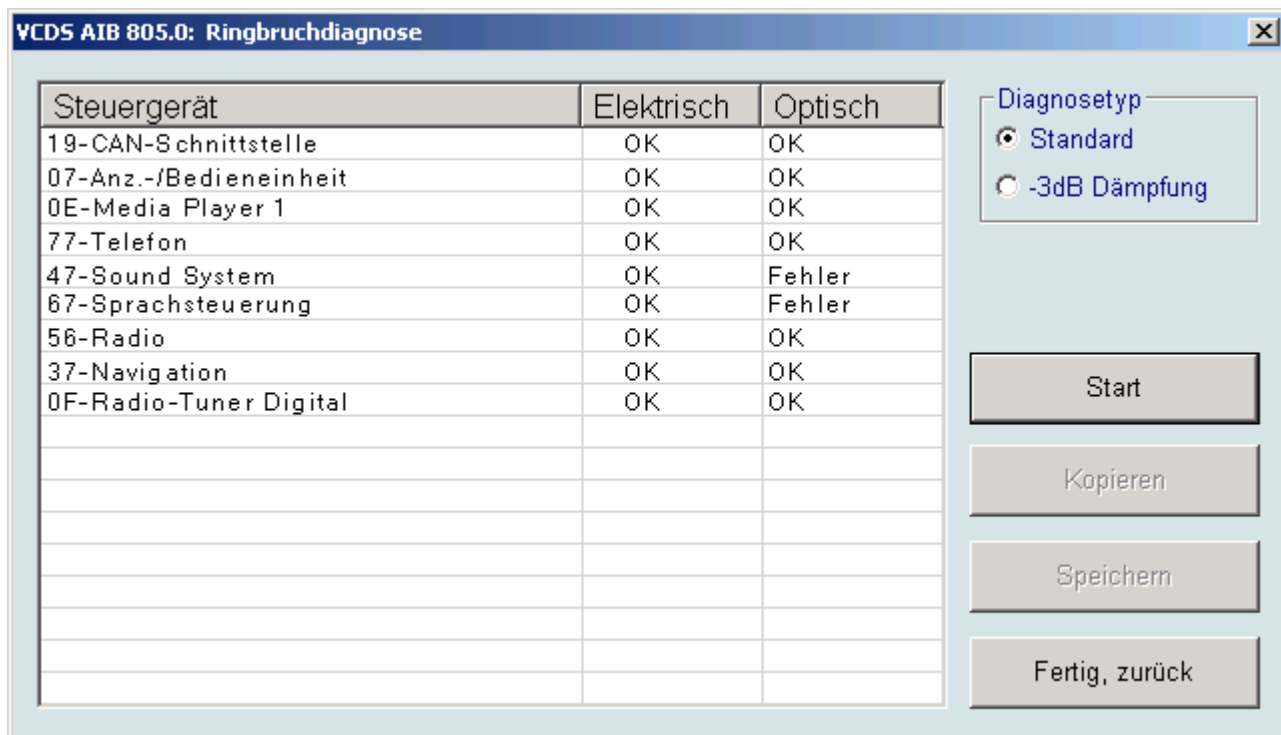 VCDS AIB 805.0: Ringbruchdiagnose
Steuergerät Elektrisch Optisch
19-CAN-Schnittstelle OK OK
07-Anz.-/Bedieneinheit OK OK
0E-Media Player 1 OK OK
77-Telefon OK OK
47-Sound System OK Fehler
67-Sprachsteuerung OK Fehler
56-Radio OK OK
37-Navigation OK OK
0F-Radio-Tuner Digital OK OK
Diagnosetyp
Standard
-3dB Dämpfung
Start
Kopieren
Speichern
Fertig, zurück